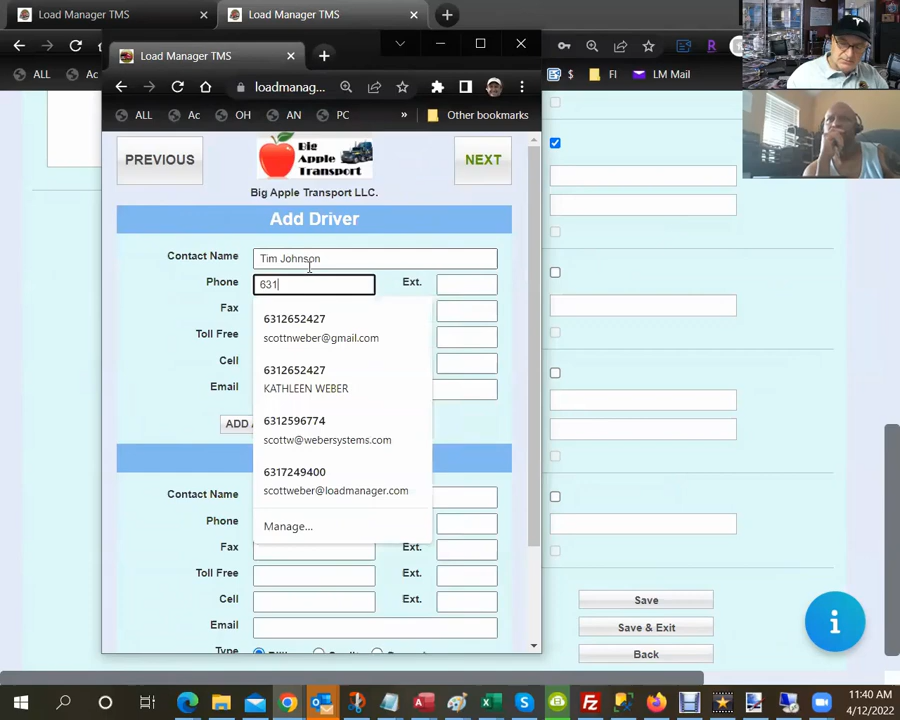 Load Manager TMS
Load Manager TMS
Load Manager TMS
loadmanag...
ALL
Ac
$
FI
LM Mail
R
ALL
Ac
OH
AN
PC
»
Other bookmarks
PREVIOUS
Big Apple Transport
NEXT
Big Apple Transport LLC.
Add Driver
Contact Name
Tim Johnson
Phone
631
Ext.
Fax
Toll Free
Cell
Email
6312652427
scottnweber@gmail.com
6312652427
KATHLEEN WEBER
6312596774
scottw@webersystems.com
6317249400
scottweber@loadmanager.com
Manage...
ADD
Contact Name
Phone
Fax
Ext.
Toll Free
Ext.
Cell
Ext.
Email
Type
Save
Save & Exit
Back
i
11:40 AM
4/12/2022